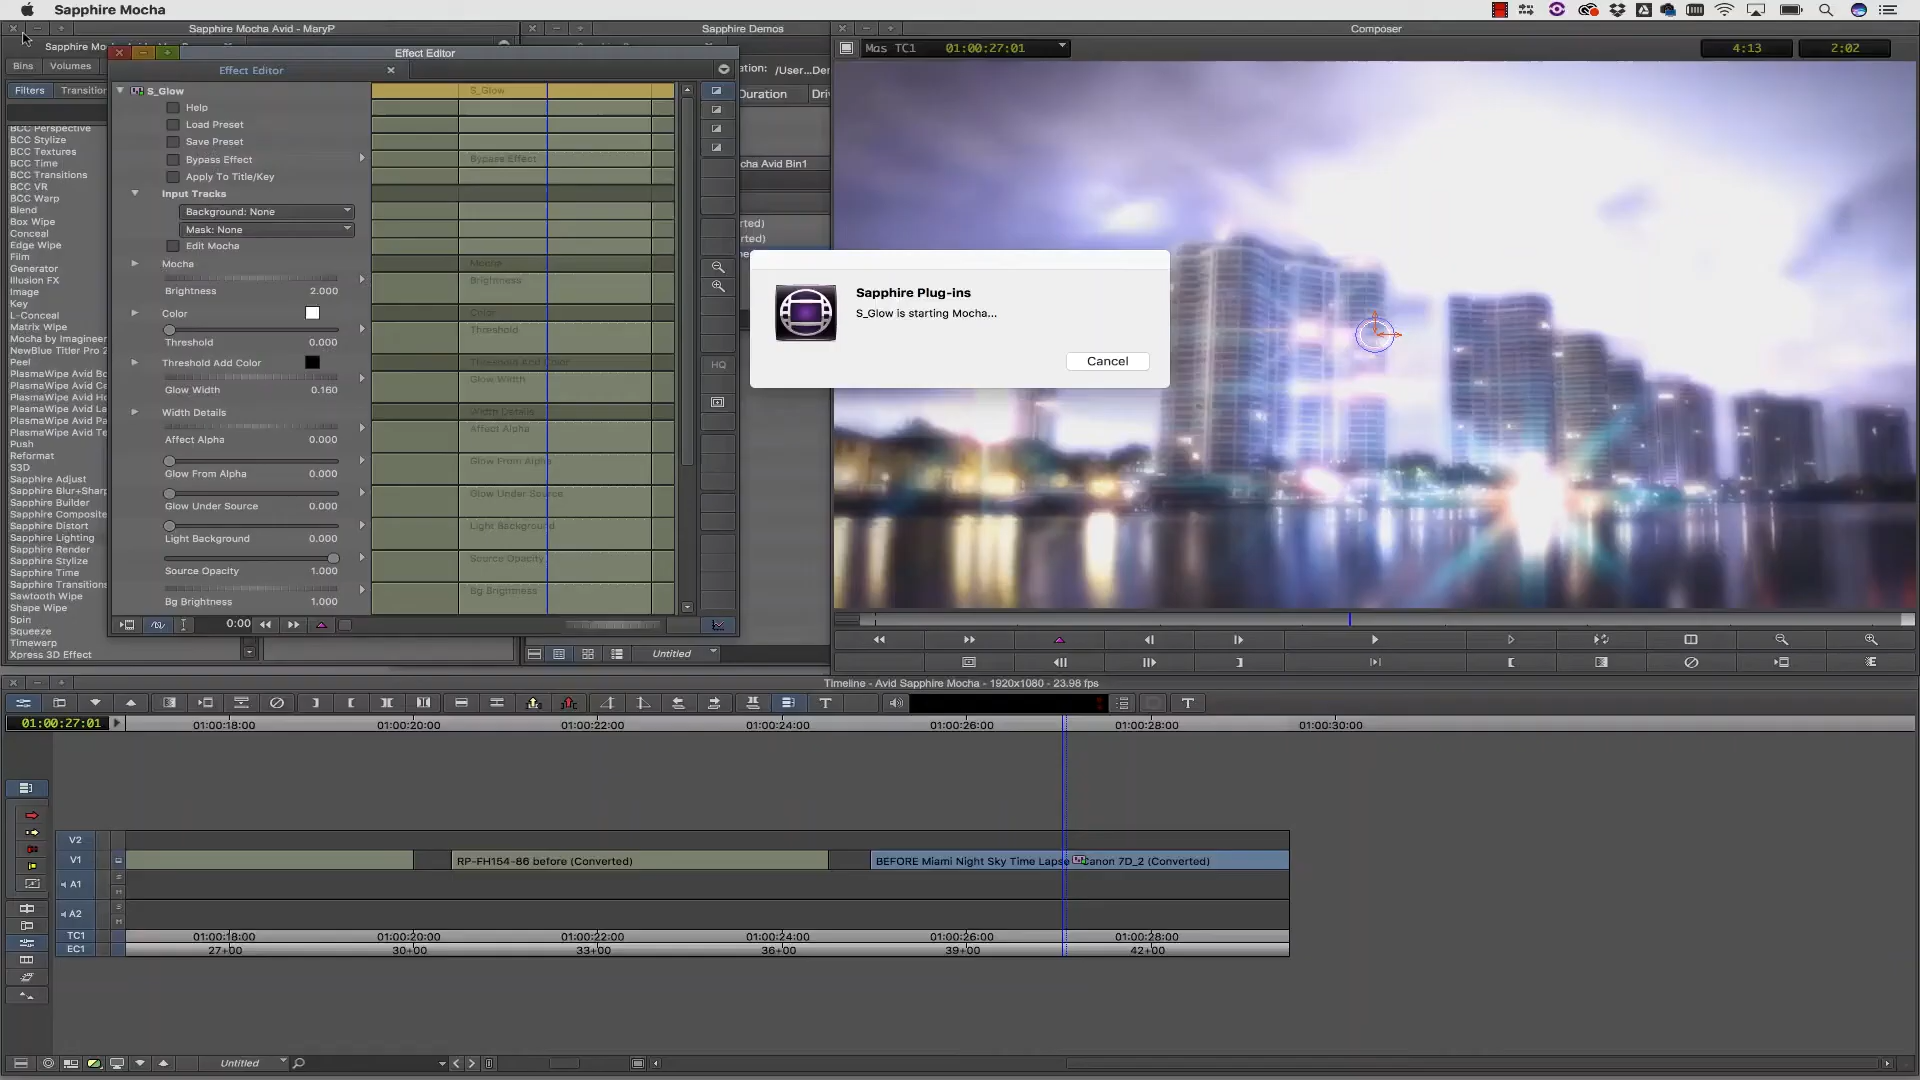 Sapphire Mocha
Sapphire Mocha Avid - MaryP
Sapphire Demos
Composer
Effect Editor
Effect Editor
Bins
Volumes
Filters
Mas TC1
01:00:27:01
4:13
2:02
S_Glow
Help
Load Preset
Save Preset
Bypass Effect
Apply To Title/Key
Input Tracks
Background: None
Mask: None
Edit Mocha
Mocha
Brightness
2.000
Color
Threshold
0.000
Threshold Add Color
Glow Width
0.160
Width Details
Affect Alpha
0.000
Glow From Alpha
0.000
Glow Under Source
0.000
Light Background
0.000
Source Opacity
1.000
Bg Brightness
1.000
0:00
S_Glow
Bypass Effect
Mocha
Brightness
Color
Threshold
Threshold Add Color
Glow Width
Width Details
Affect Alpha
Glow From Alpha
Glow Under Source
Light Background
Source Opacity
Bg Brightness
HQ
BCC Perspective
BCC Stylize
BCC Textures
BCC Time
BCC Transitions
BCC VR
BCC Warp
Blend
Box Wipe
Conceal
Edge Wipe
Film
Generator
Illusion FX
Image
Key
L-Conceal
Matrix Wipe
Mocha by Imagineer
NewBlue Titler Pro 2
Peel
PlasmaWipe Avid Bo
PlasmaWipe Avid Ce
PlasmaWipe Avid Ho
PlasmaWipe Avid La
PlasmaWipe Avid Pa
PlasmaWipe Avid Te
Push
Reformat
S3D
Sapphire Adjust
Sapphire Blur+Sharp
Sapphire Builder
Sapphire Composite
Sapphire Distort
Sapphire Lighting
Sapphire Render
Sapphire Stylize
Sapphire Time
Sapphire Transitions
Sawtooth Wipe
Shape Wipe
Spin
Squeeze
Timewarp
Xpress 3D Effect
Sapphire Plug-ins
S_Glow is starting Mocha...
Cancel
Untitled
Timeline - Avid Sapphire Mocha - 1920x1080 - 23.98 fps
01:00:27:01
01:00:18:00
01:00:20:00
01:00:22:00
01:00:24:00
01:00:26:00
01:00:28:00
01:00:30:00
V2
V1
RP-FH154-86 before (Converted)
BEFORE Miami Night Sky Time Lapse Canon 7D_2 (Converted)
A1
A2
TC1
01:00:18:00
01:00:20:00
01:00:22:00
01:00:24:00
01:00:26:00
01:00:28:00
EC1
27+00
30+00
33+00
36+00
39+00
42+00
Untitled